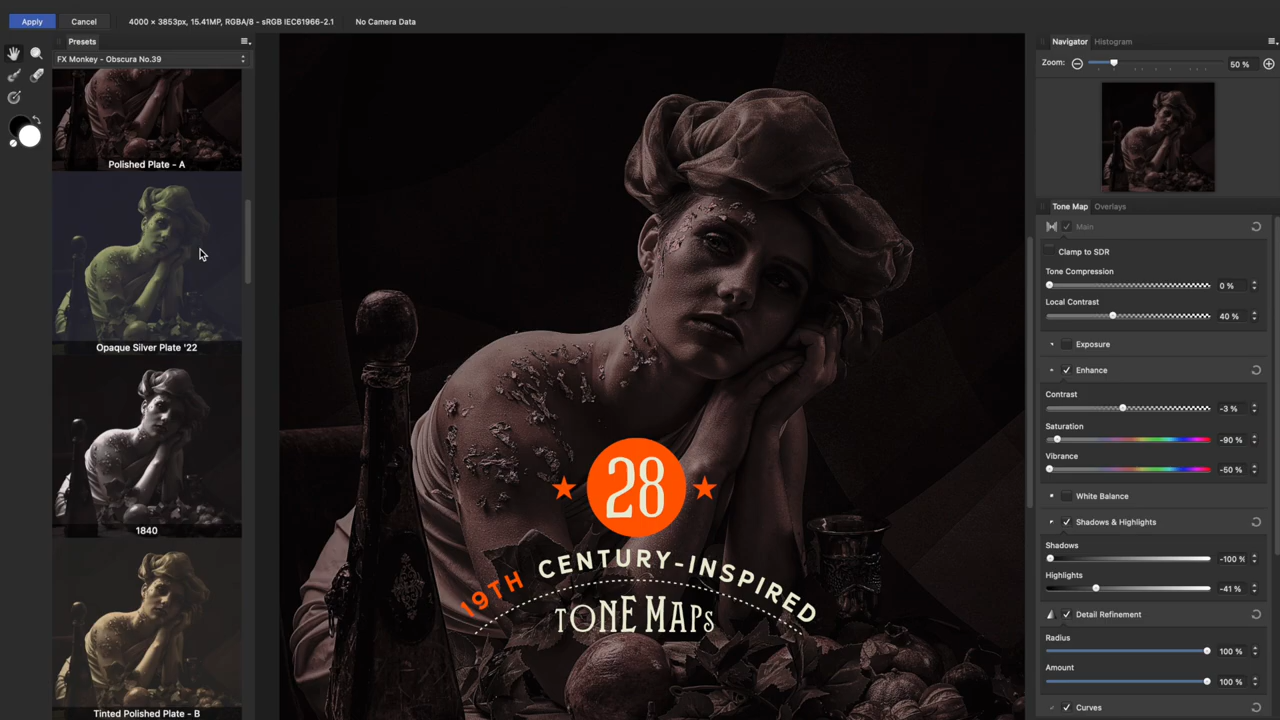 Apply
Cancel
4000 × 3853px, 15.41MP, RGBA/8 - sRGB IEC61966-2.1
No Camera Data
Presets
FX Monkey - Obscura No.39
Polished Plate - A
Opaque Silver Plate '22
1840
Tinted Polished Plate - B
28
19TH CENTURY-INSPIRED
TONE MAPS
Navigator
Histogram
Zoom:
50 %
Tone Map
Overlays
Main
Clamp to SDR
Tone Compression
0 %
Local Contrast
40 %
Exposure
Enhance
Contrast
-3 %
Saturation
-90 %
Vibrance
-50 %
White Balance
Shadows & Highlights
Shadows
-100 %
Highlights
-41 %
Detail Refinement
Radius
100 %
Amount
100 %
Curves